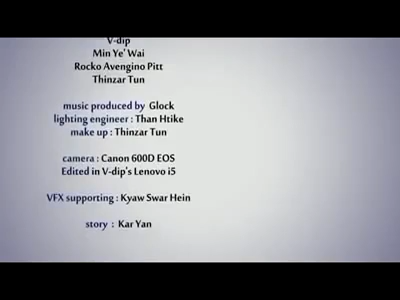 V-dip
Min Ye' Wai
Rocko Avengino Pitt
Thinzar Tun
music produced by Glock
lighting engineer : Than Htike
make up : Thinzar Tun
camera : Canon 600D EOS
Edited in V-dip's Lenovo i5
VFX supporting : Kyaw Swar Hein
story : Kar Yan